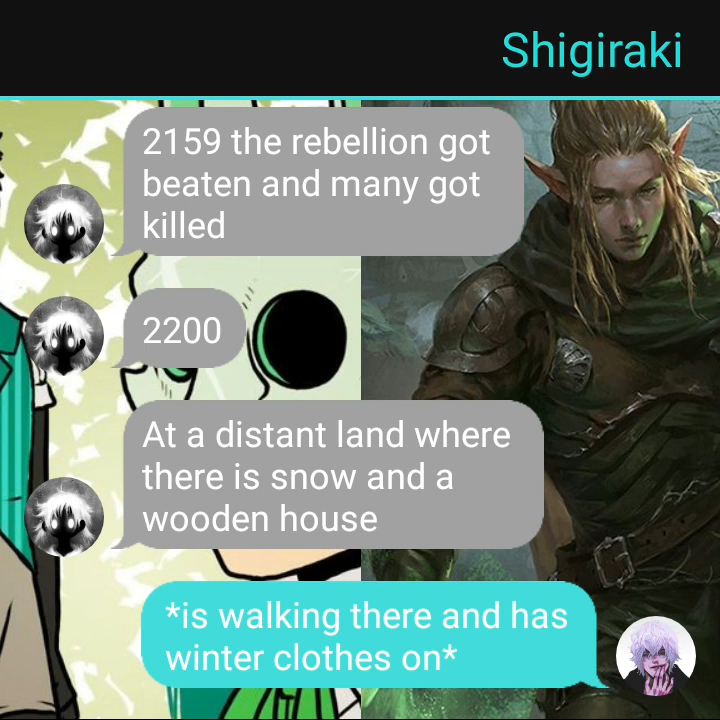 Shigiraki
2159 the rebellion got
beaten and many got
killed
2200
At a distant land where
there is snow and a
wooden house
*is walking there and has
winter clothes on*